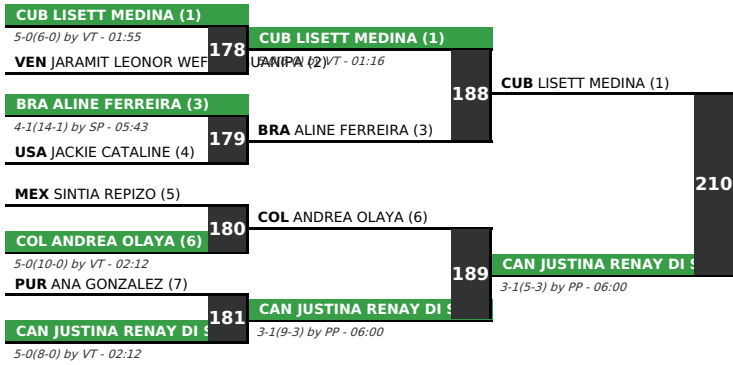 CUB LISETT MEDINA (1)
5-0(6-0) by VT - 01:55
178
VEN JARAMIT LEONOR WEF UANIPA (2)
CUB LISETT MEDINA (1)
by VT - 01:16
BRA ALINE FERREIRA (3)
4-1(14-1) by SP - 05:43
179
USA JACKIE CATALINE (4)
188
BRA ALINE FERREIRA (3)
CUB LISETT MEDINA (1)
210
MEX SINTIA REPIZO (5)
180
COL ANDREA OLAYA (6)
5-0(10-0) by VT - 02:12
COL ANDREA OLAYA (6)
189
CAN JUSTINA RENAY DI S
3-1(5-3) by PP - 06:00
PUR ANA GONZALEZ (7)
181
CAN JUSTINA RENAY DI S
5-0(8-0) by VT - 02:12
CAN JUSTINA RENAY DI S
3-1(9-3) by PP - 06:00